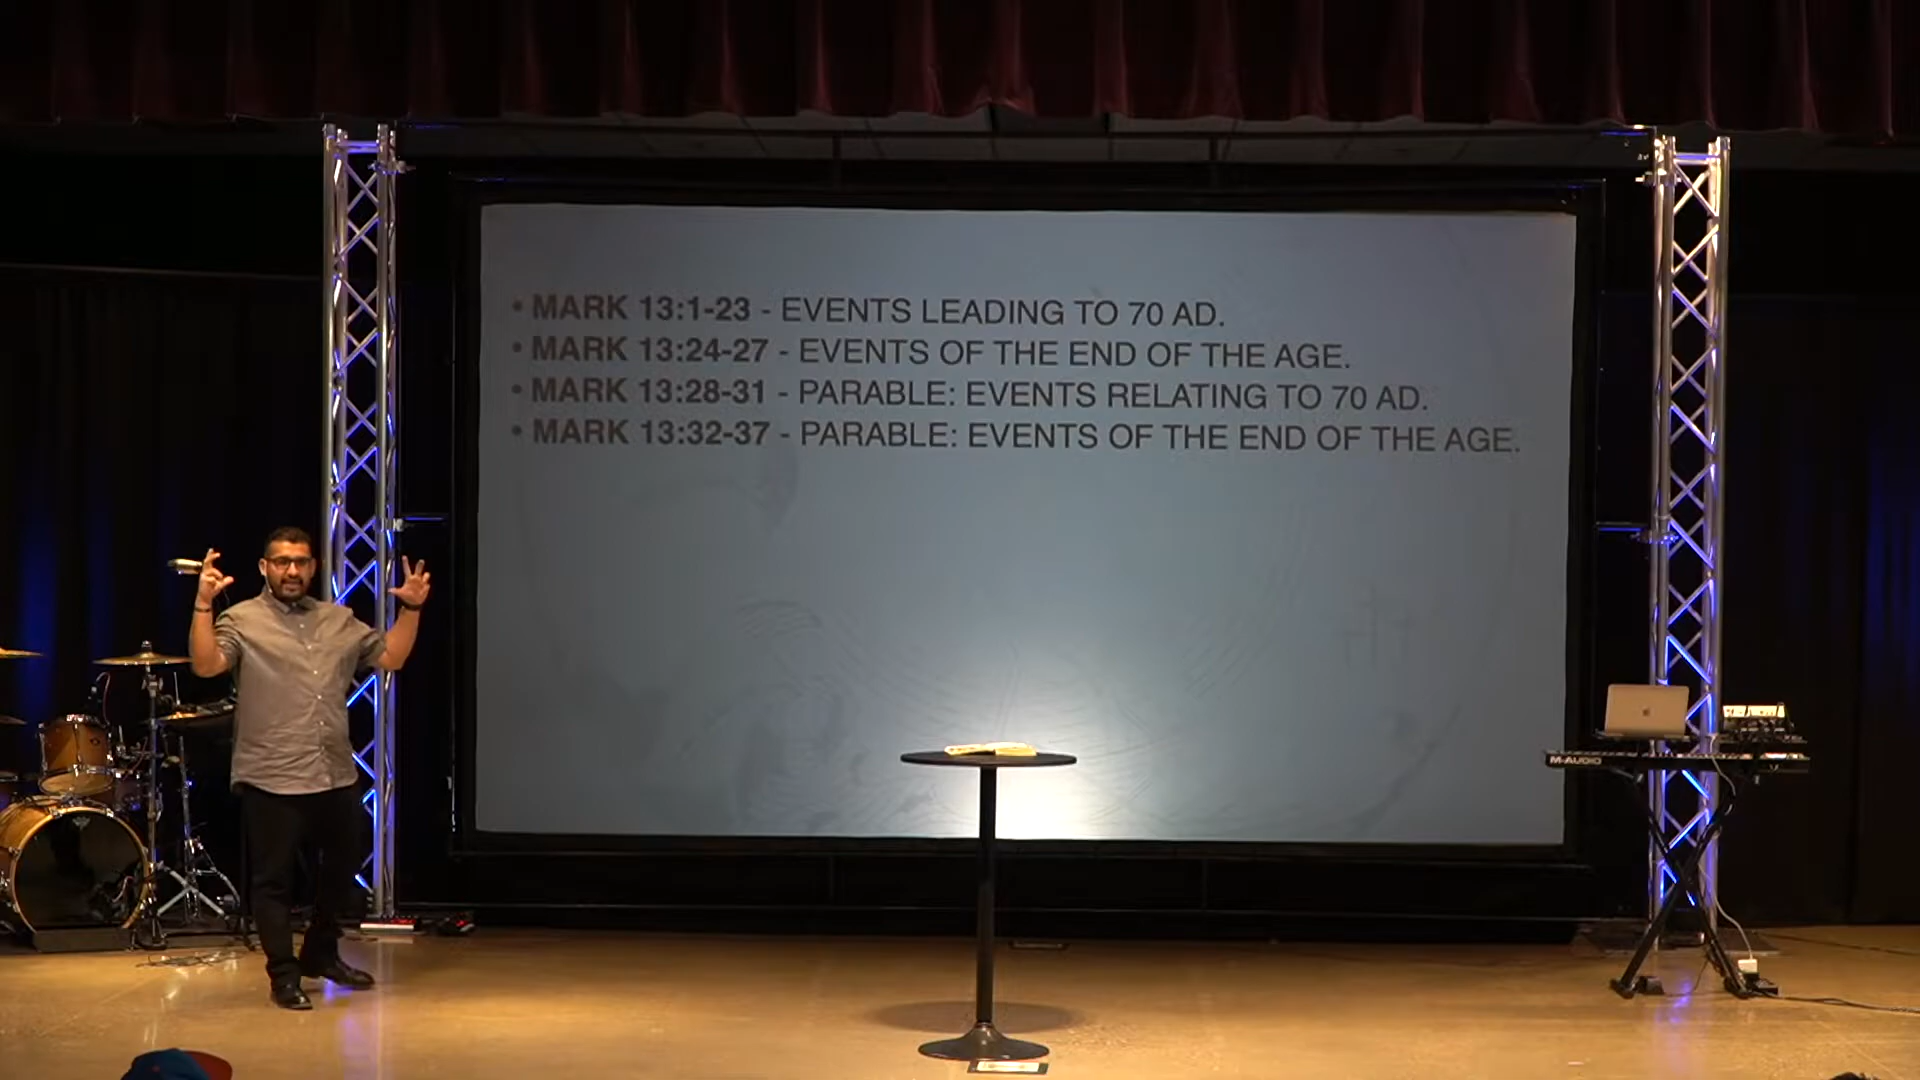 • MARK 13:1-23 - EVENTS LEADING TO 70 AD.
• MARK 13:24-27 - EVENTS OF THE END OF THE AGE.
• MARK 13:28-31 - PARABLE: EVENTS RELATING TO 70 AD.
• MARK 13:32-37 - PARABLE: EVENTS OF THE END OF THE AGE.
M-AUDIO